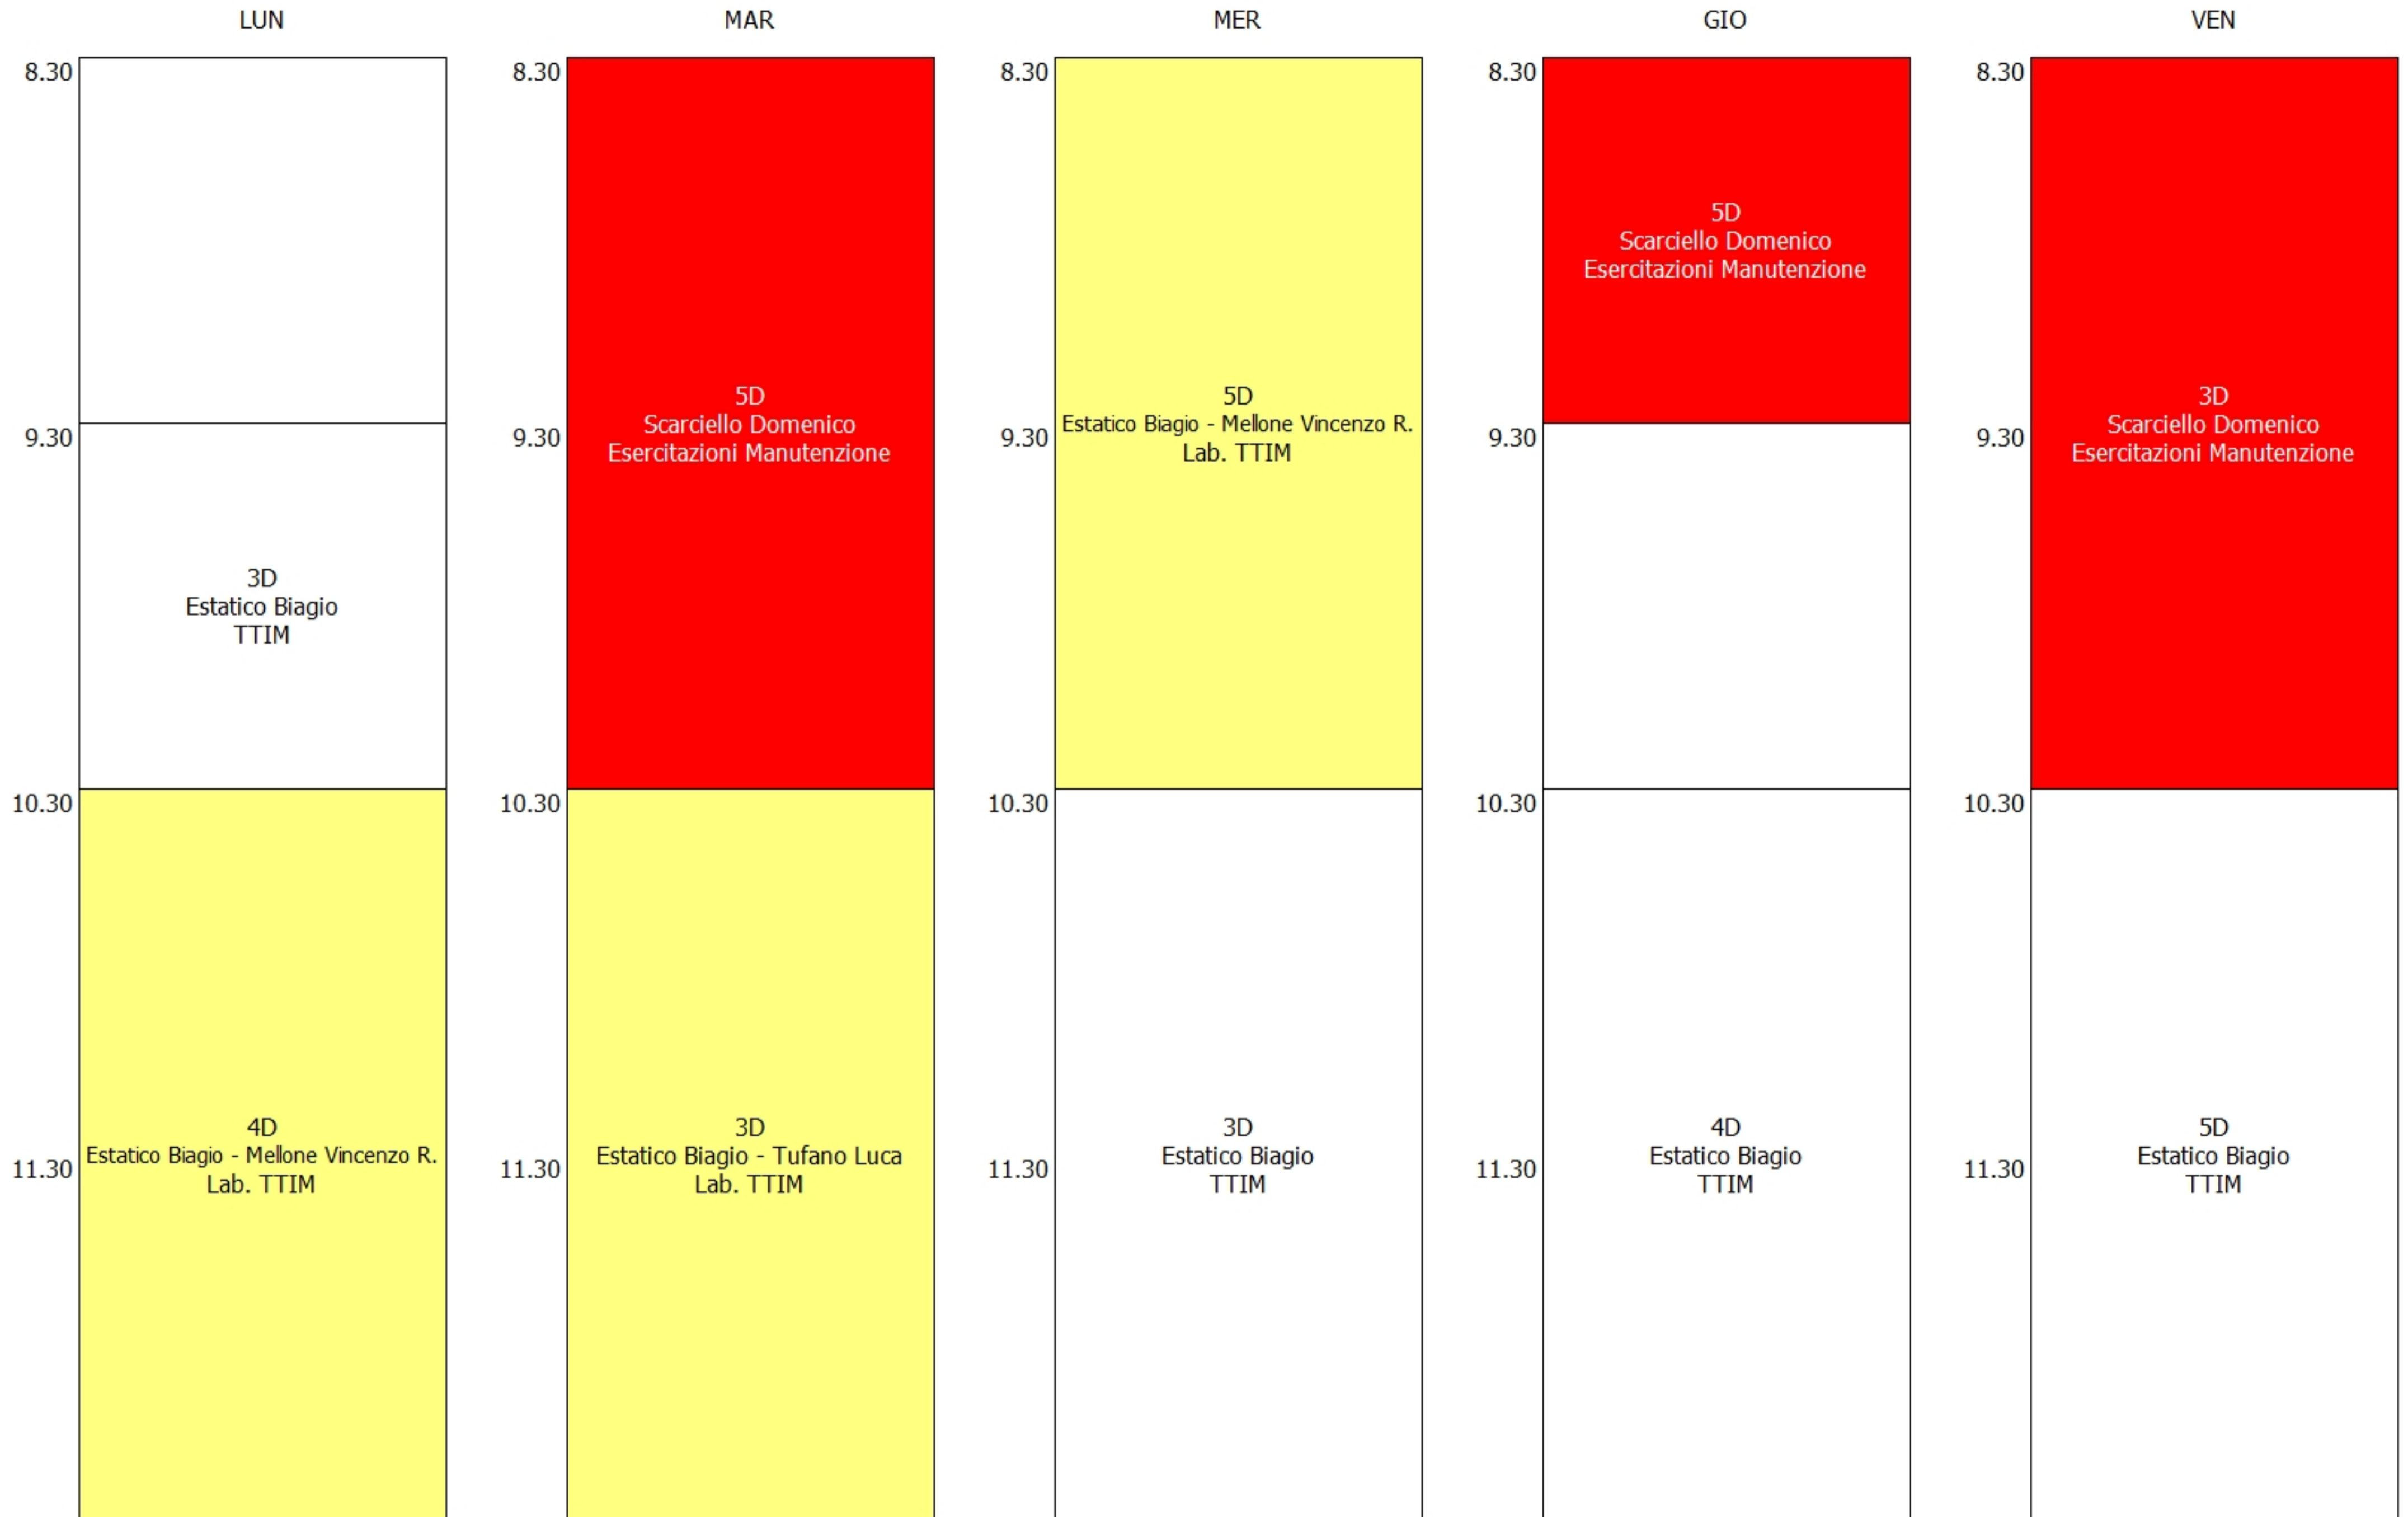 LUN
8.30
9.30
3D
Estatico Biagio
TTIM
10.30
4D
Estatico Biagio - Mellone Vincenzo R.
Lab. TTIM
11.30
MAR
8.30
5D
Scarciello Domenico
Esercitazioni Manutenzione
9.30
10.30
3D
Estatico Biagio - Tufano Luca
Lab. TTIM
11.30
MER
8.30
5D
Estatico Biagio - Mellone Vincenzo R.
Lab. TTIM
9.30
10.30
3D
Estatico Biagio
TTIM
11.30
GIO
8.30
5D
Scarciello Domenico
Esercitazioni Manutenzione
9.30
10.30
4D
Estatico Biagio
TTIM
11.30
VEN
8.30
3D
Scarciello Domenico
Esercitazioni Manutenzione
9.30
10.30
5D
Estatico Biagio
TTIM
11.30